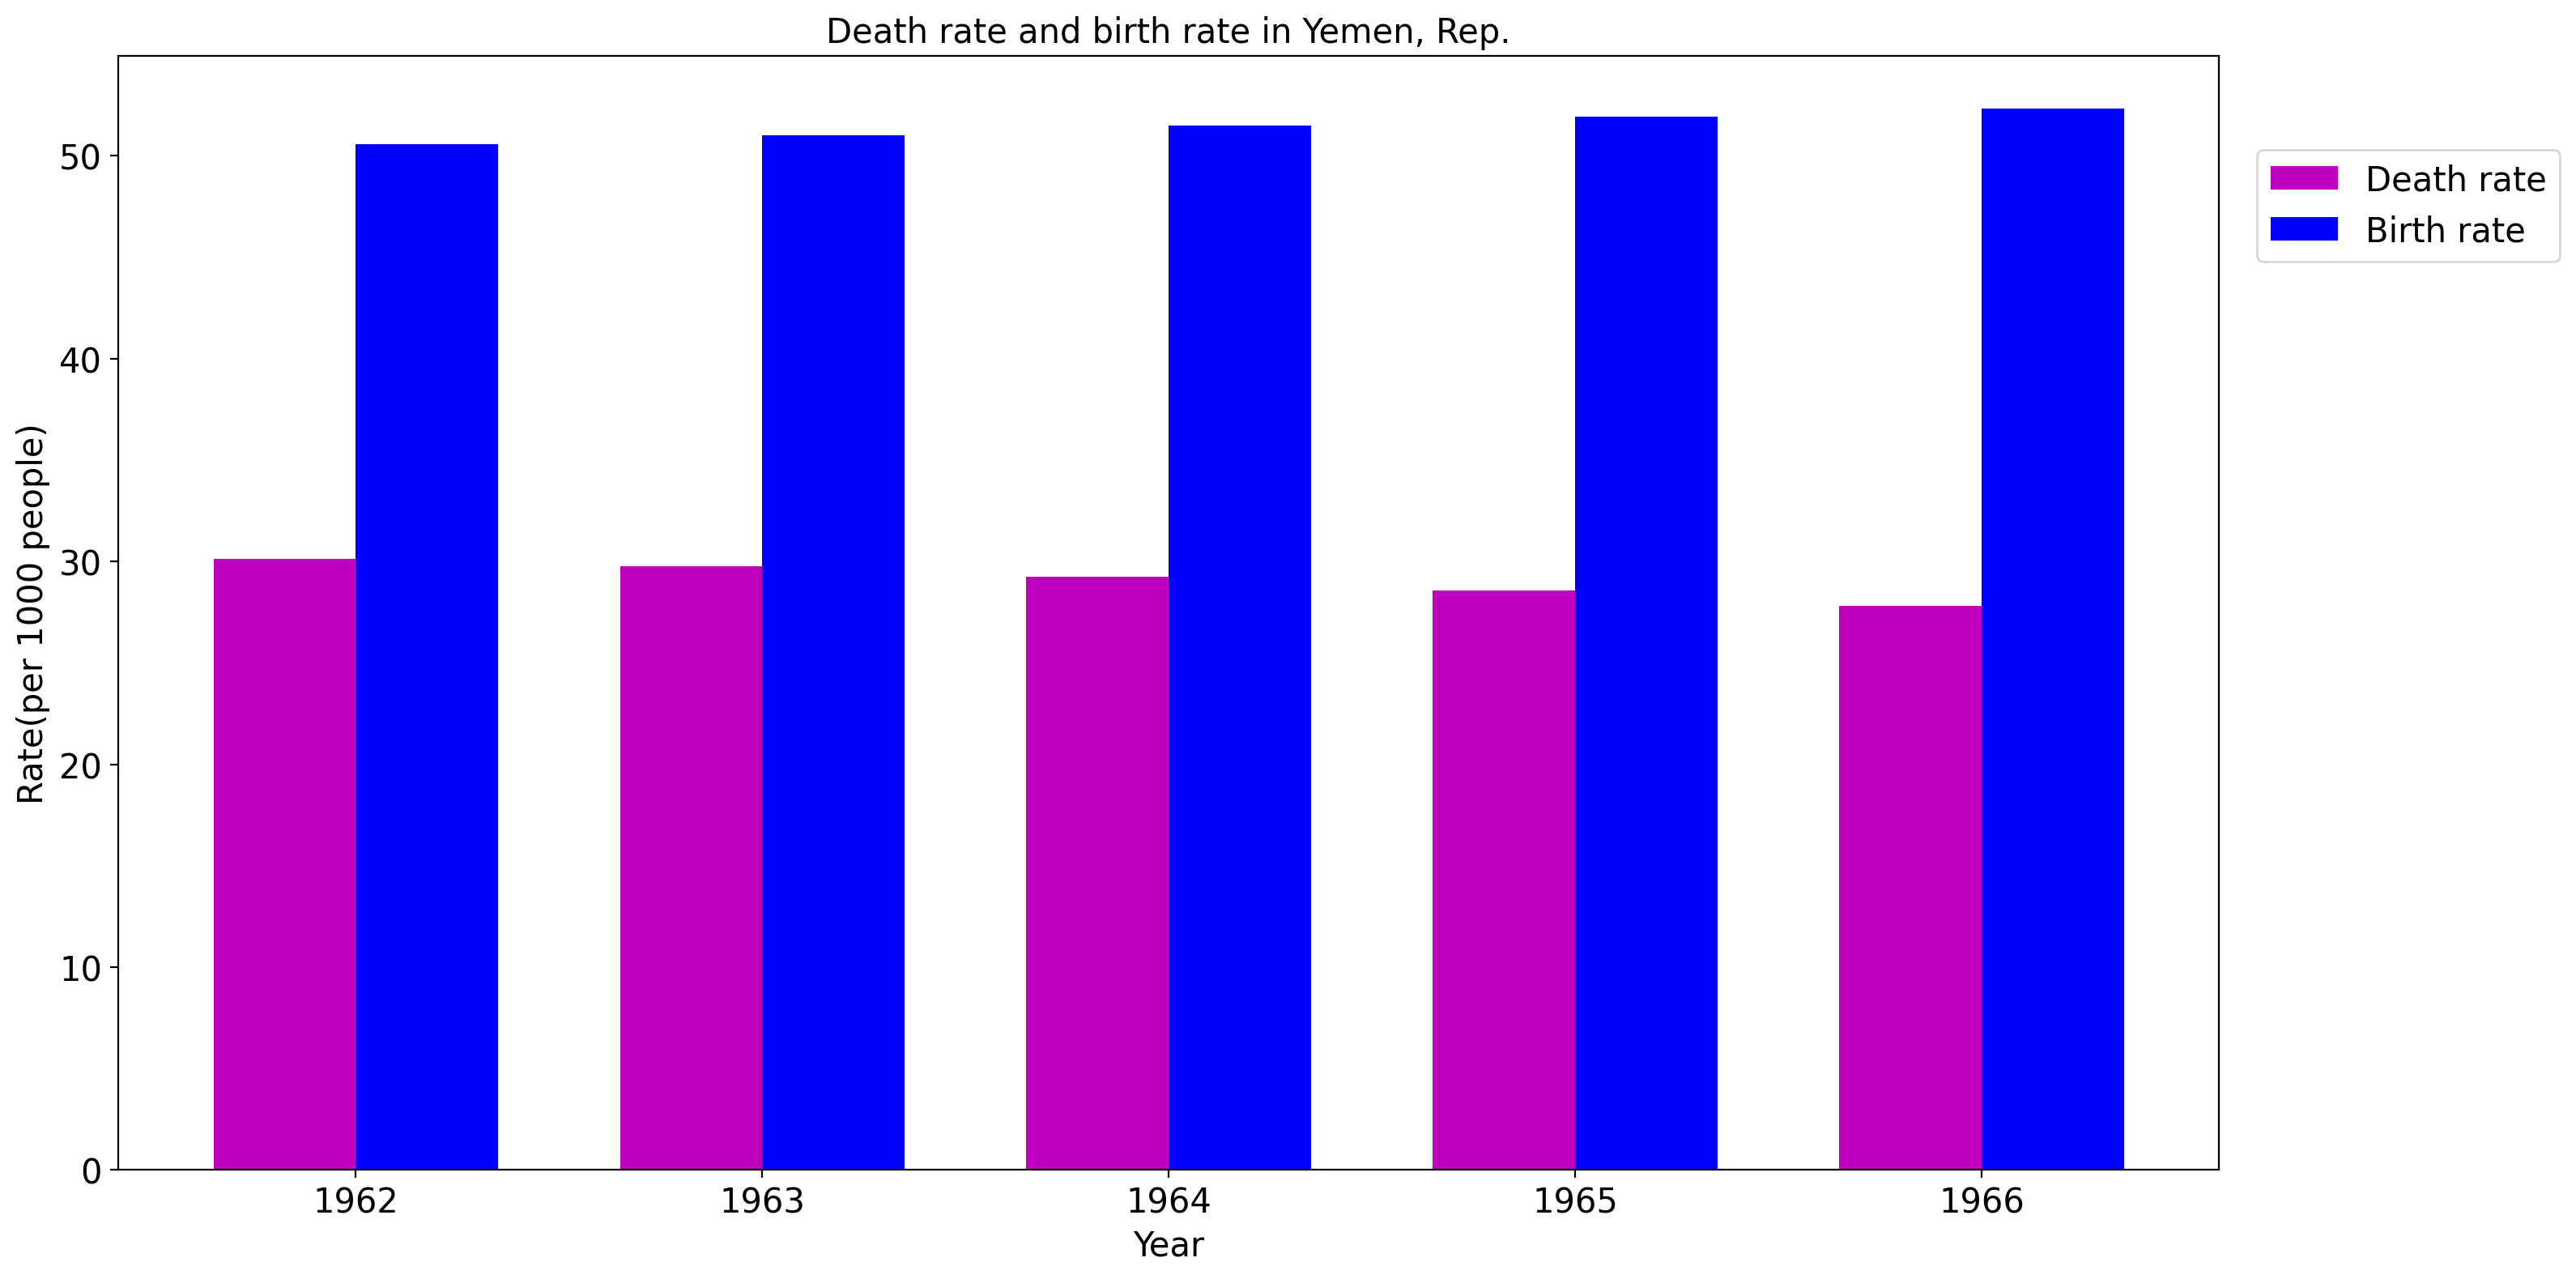 Death rate and birth rate in Yemen, Rep.
Rate(per 1000 people)
50
40
30
20
10
0
1962 1963 1964 1965 1966
Year
Death rate
Birth rate